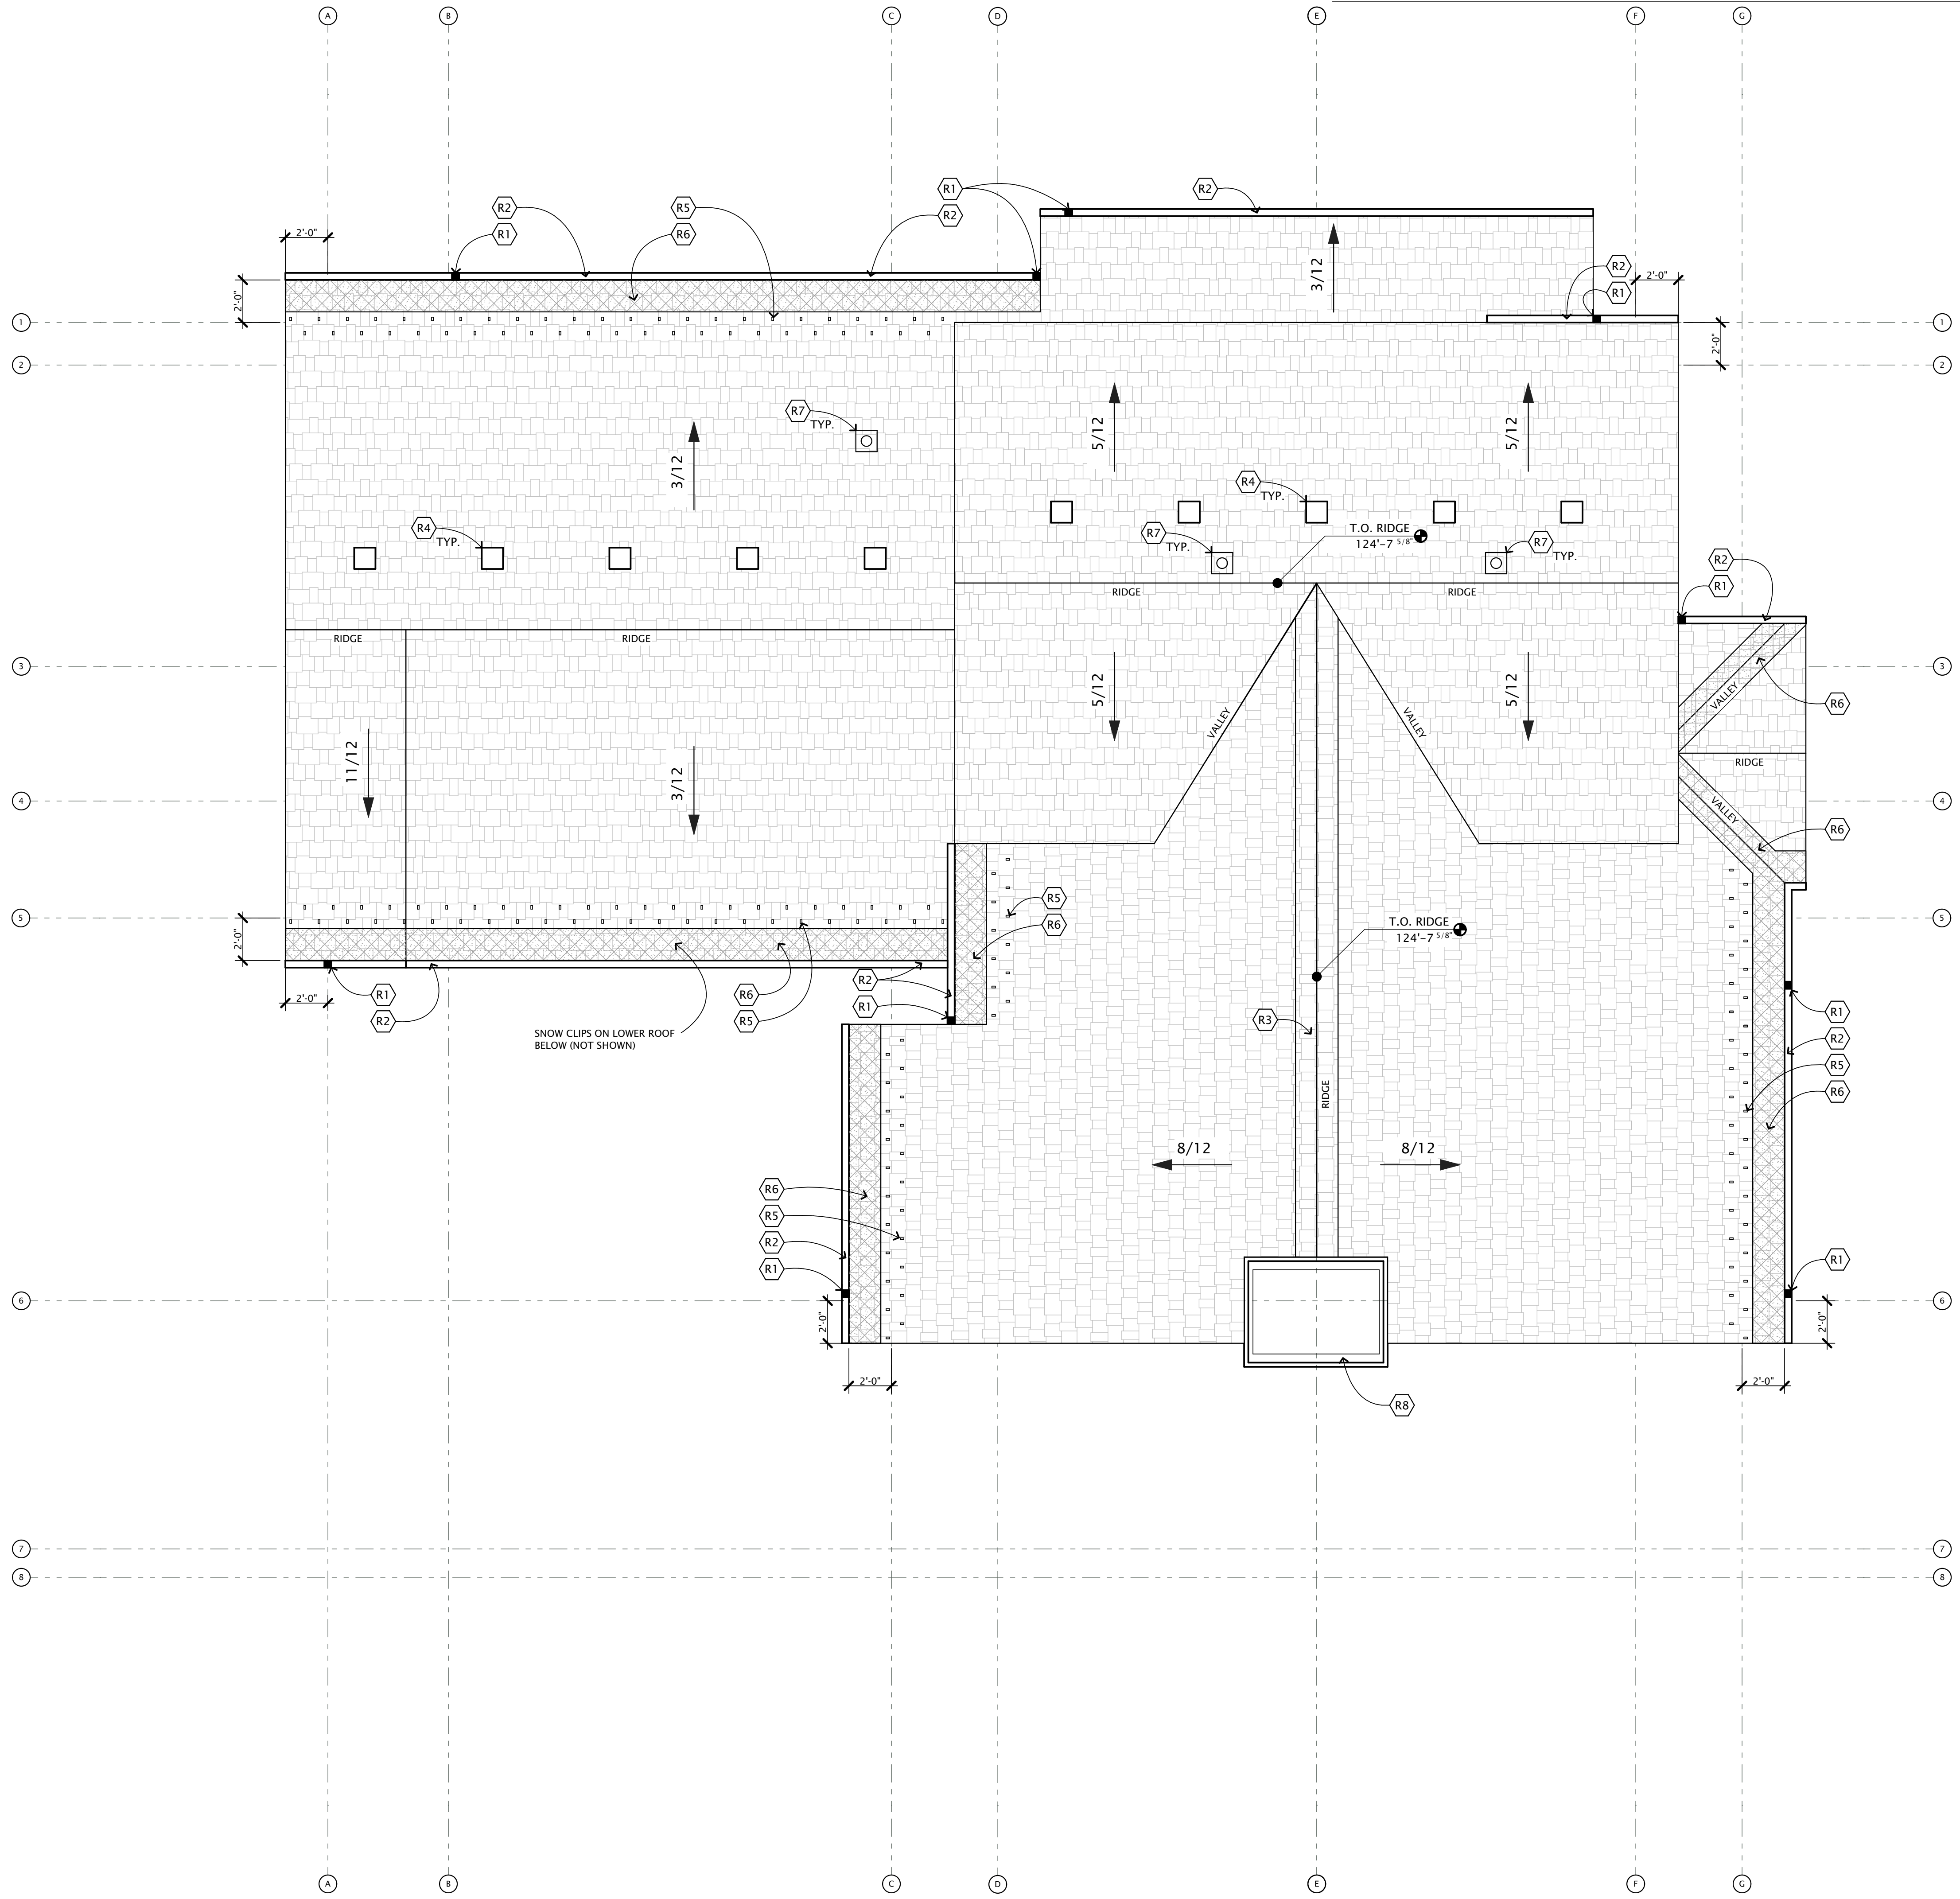 A B C D E F G
R1 R2
R2 R5
R1 R6 R2
2'-0"
R2 2'-0"
3/12
R1
2'-0"
1 1
2'-0"
2 2
R7
TYP.
5/12 5/12
3/12
R4
TYP.
R4
TYP.
T.O. RIDGE
124'-7 5/8"
R7
TYP.
R7
TYP.
R2
R1
RIDGE RIDGE
RIDGE RIDGE
3 3
5/12 5/12
VALLEY VALLEY VALLEY
R6
11/12
3/12
RIDGE
4 4
VALLEY
R6
R5
R6
5 5
2'-0"
T.O. RIDGE
124'-7 5/8"
R2
R1
2'-0"
R1
R2
R6
R5
SNOW CLIPS ON LOWER ROOF
BELOW (NOT SHOWN)
R3
R1
R2
R5
R6
RIDGE
8/12 8/12
R6
R5
R2
R1
R1
6 6
2'-0" 2'-0"
2'-0" 2'-0"
R8
7 7
8 8
A B C D E F G